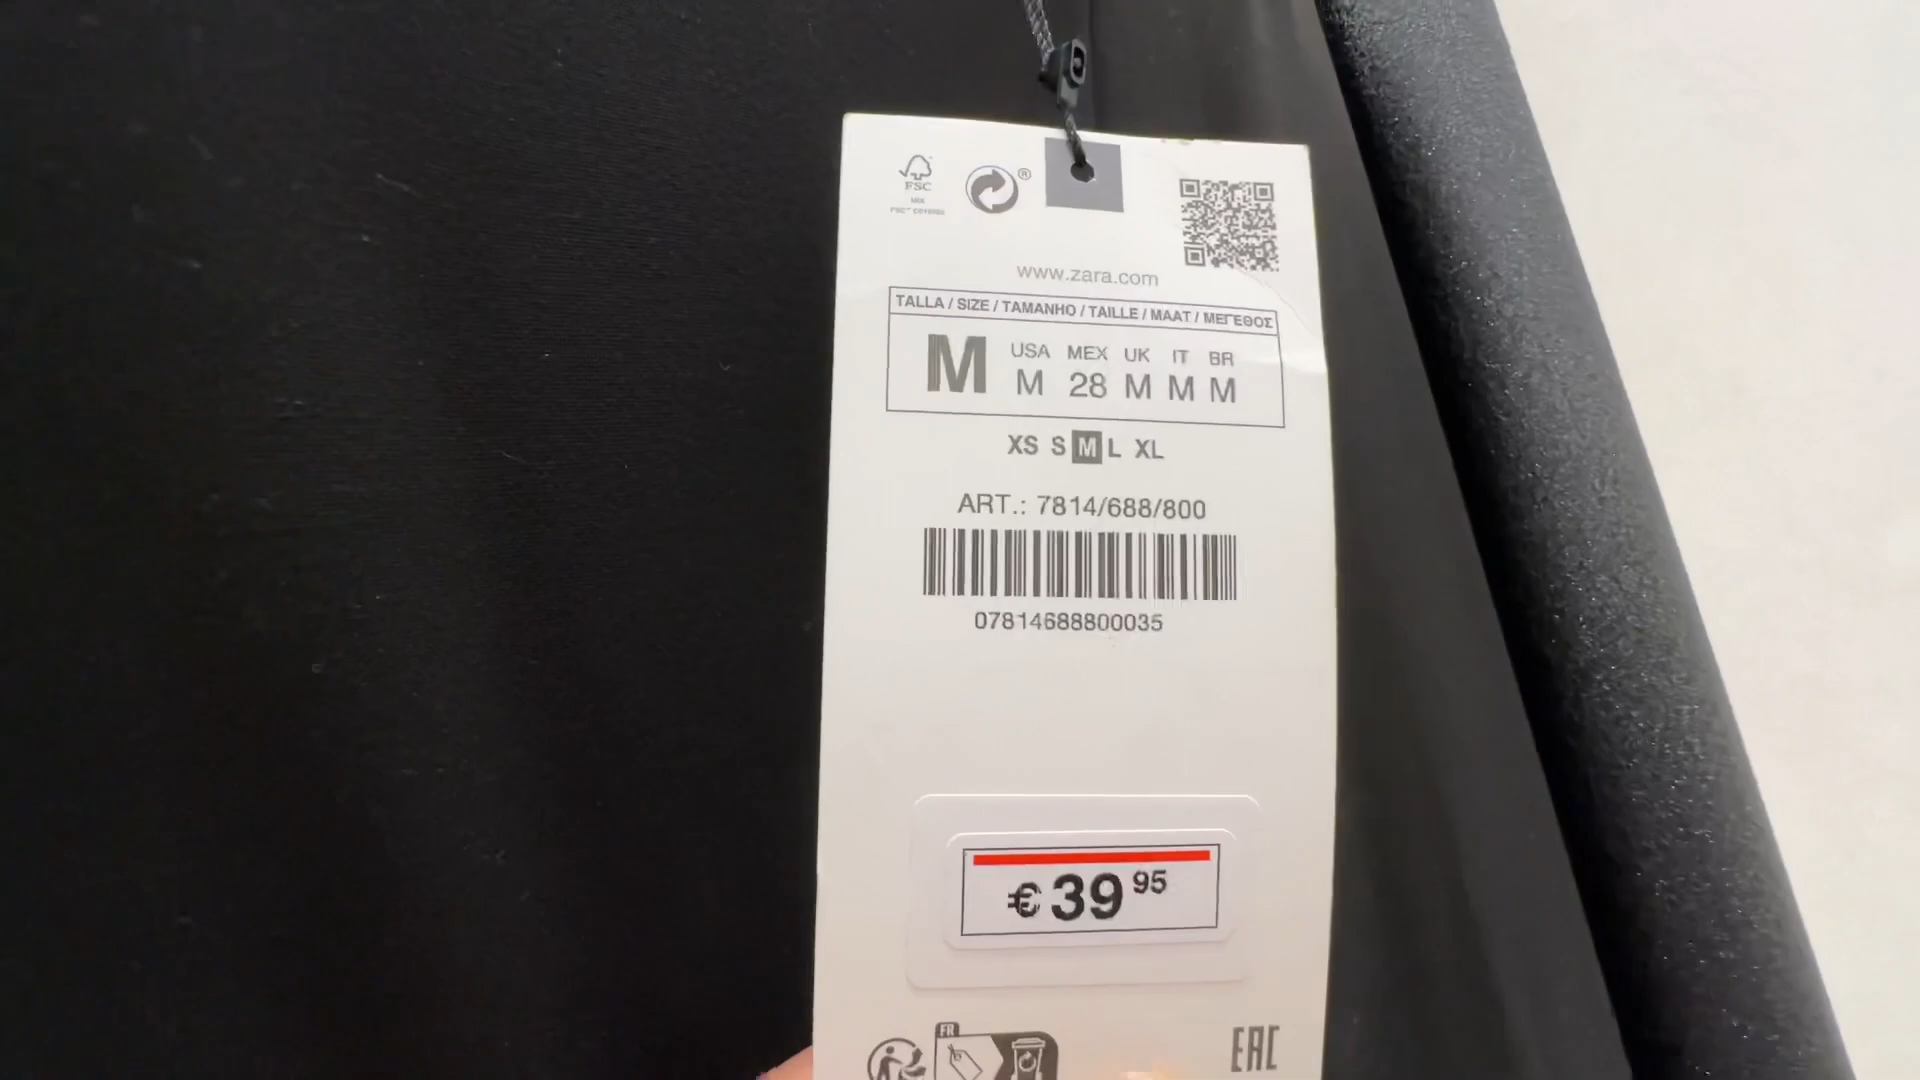 FSC
MIX
®
www.zara.com
TALLA / SIZE / TAMANHO / TAILLE / MAAT / ΜΕΓΕΘΟΣ
M
USA MEX UK IT BR
M 28 M M M
XS S M L XL
ART.: 7814/688/800
07814688800035
€ 39 95
FR
EAC